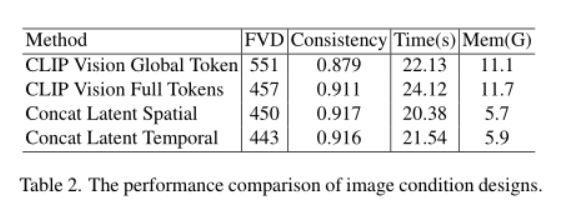 Method FVD Consistency Time(s) Mem(G)
CLIP Vision Global Token 551 0.879 22.13 11.1
CLIP Vision Full Tokens 457 0.911 24.12 11.7
Concat Latent Spatial 450 0.917 20.38 5.7
Concat Latent Temporal 443 0.916 21.54 5.9
Table 2. The performance comparison of image condition designs.